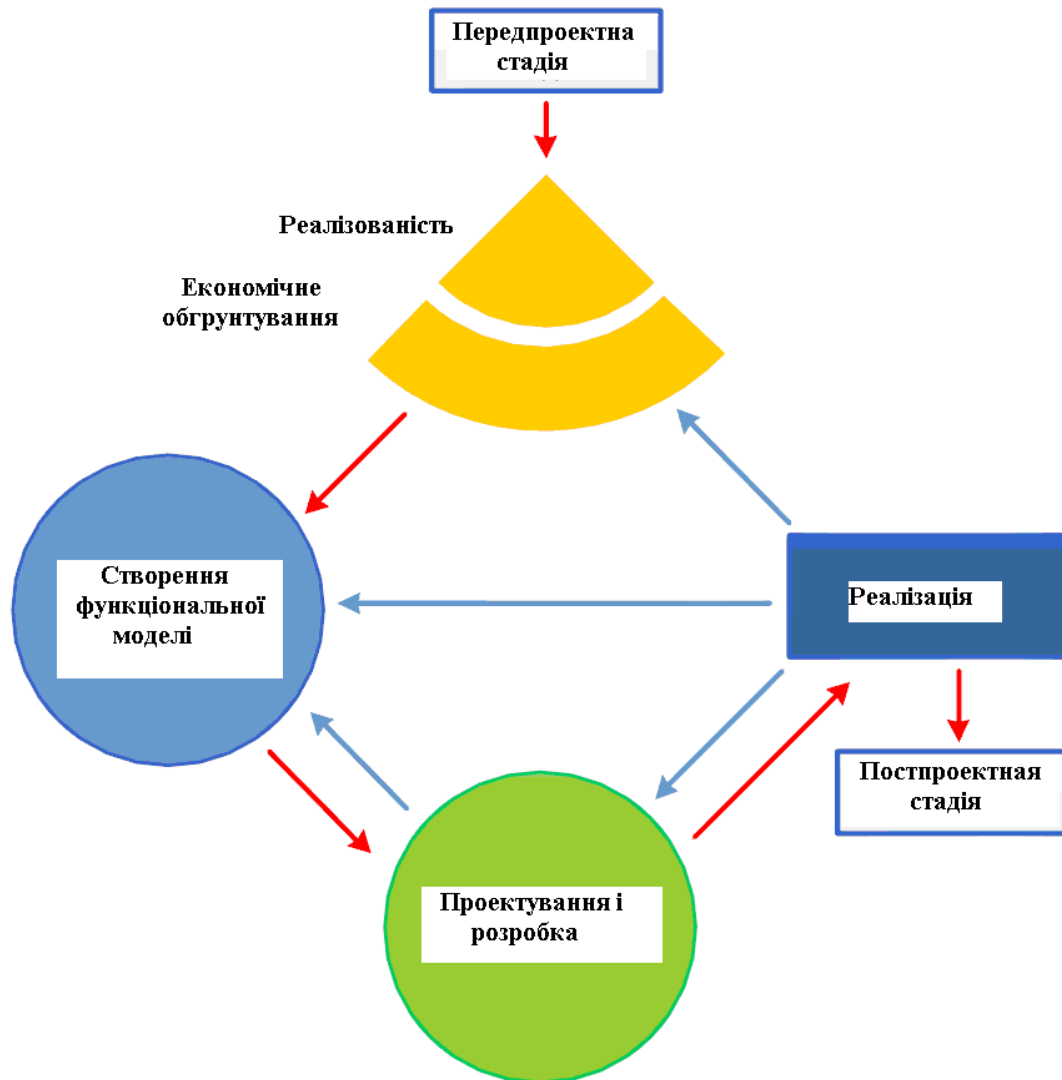 Передпроектна
стадія
Реалізованість
Економічне
обгрунтування
Створення
функціональної
моделі
Реалізація
Постпроектная
стадія
Проектування і
розробка